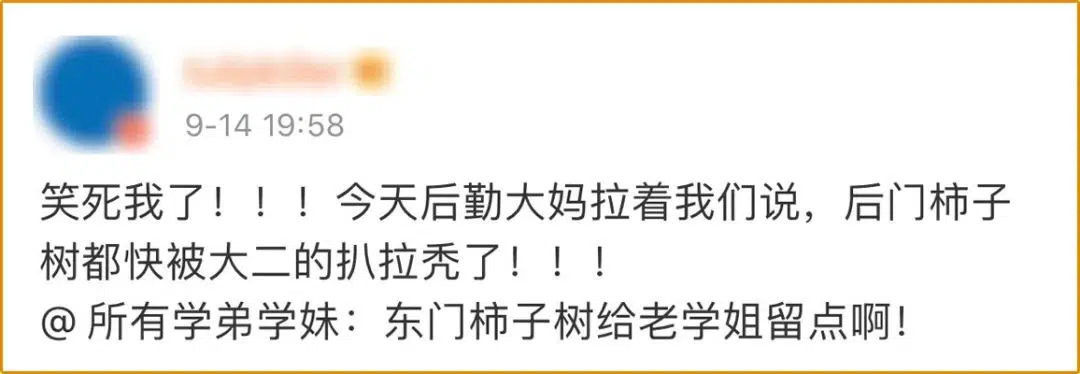 9-14 19:58
笑死我了！！！今天后勤大妈拉着我们说，后门柿子
树都快被大二的扒拉秃了！！！
@所有学弟学妹：东门柿子树给老学姐留点啊！